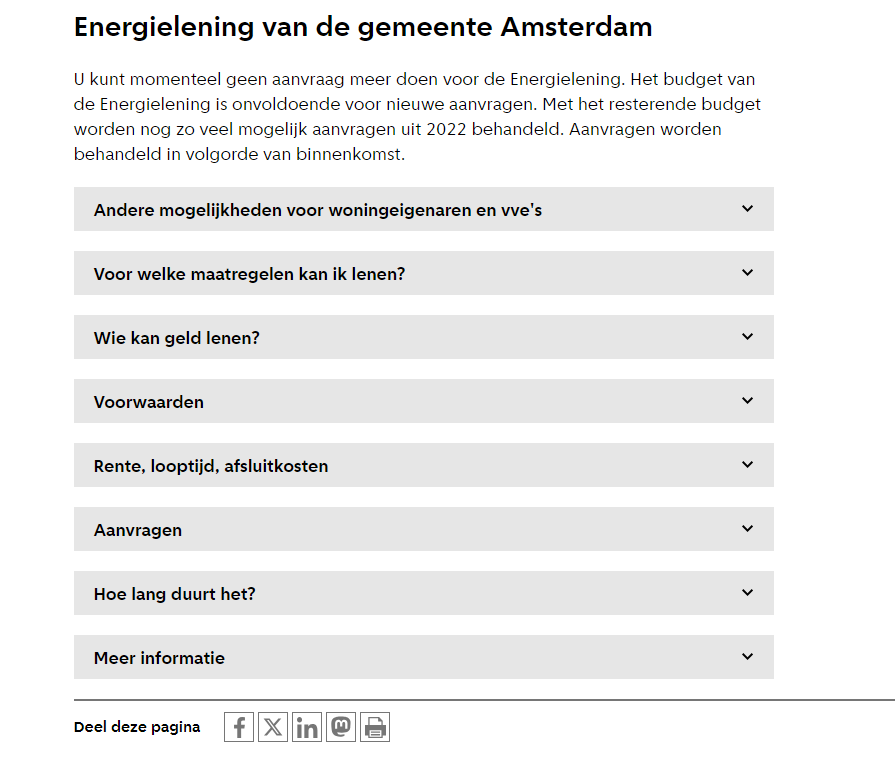 Energielening van de gemeente Amsterdam
U kunt momenteel geen aanvraag meer doen voor de Energielening. Het budget van
de Energielening is onvoldoende voor nieuwe aanvragen. Met het resterende budget
worden nog zo veel mogelijk aanvragen uit 2022 behandeld. Aanvragen worden
behandeld in volgorde van binnenkomst.
Andere mogelijkheden voor woningeigenaren en vve's
Voor welke maatregelen kan ik lenen?
Wie kan geld lenen?
Voorwaarden
Rente, looptijd, afsluitkosten
Aanvragen
Hoe lang duurt het?
Meer informatie
Deel deze pagina